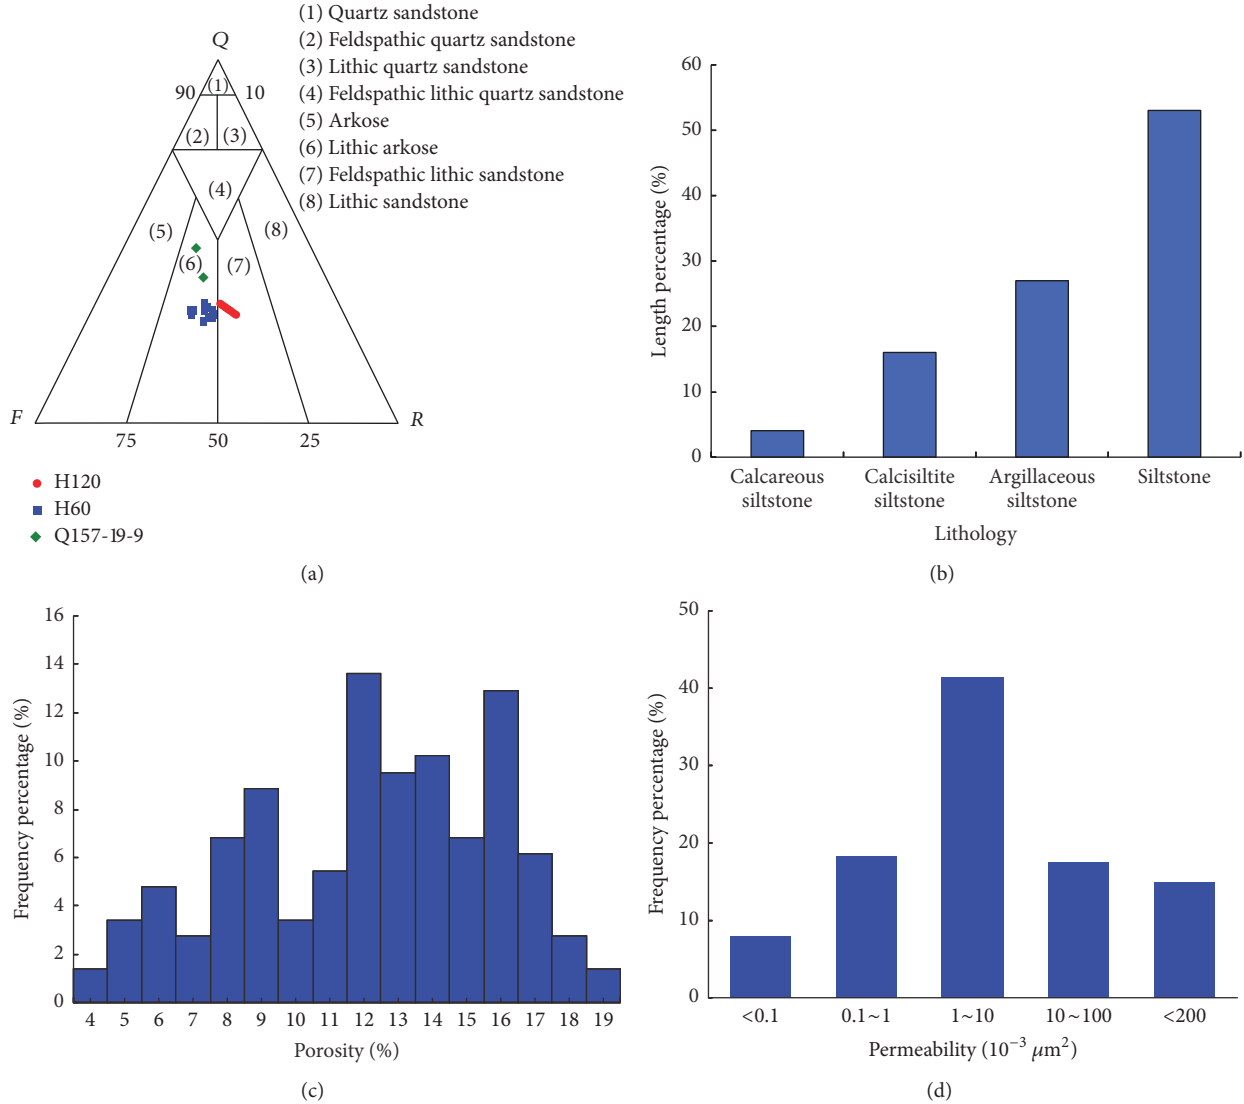 (1) Quartz sandstone
(2) Feldspathic quartz sandstone
(3) Lithic quartz sandstone
(4) Feldspathic lithic quartz sandstone
(5) Arkose
(6) Lithic arkose
(7) Feldspathic lithic sandstone
(8) Lithic sandstone
Q
90 (1) 10
(2) (3)
(4)
(5) (8)
(6) (7)
F R
75 50 25
H120
H60
Q157-19-9
(a)
60
50
40
30
20
10
0
Length percentage (%)
Calcareous siltstone
Calcisiltite siltstone
Argillaceous siltstone
Siltstone
Lithology
(b)
16
14
12
10
8
6
4
2
0
Frequency percentage (%)
4 5 6 7 8 9 10 11 12 13 14 15 16 17 18 19
Porosity (%)
(c)
50
40
30
20
10
0
Frequency percentage (%)
<0.1 0.1~1 1~10 10~100 <200
Permeability (10⁻³ μm²)
(d)